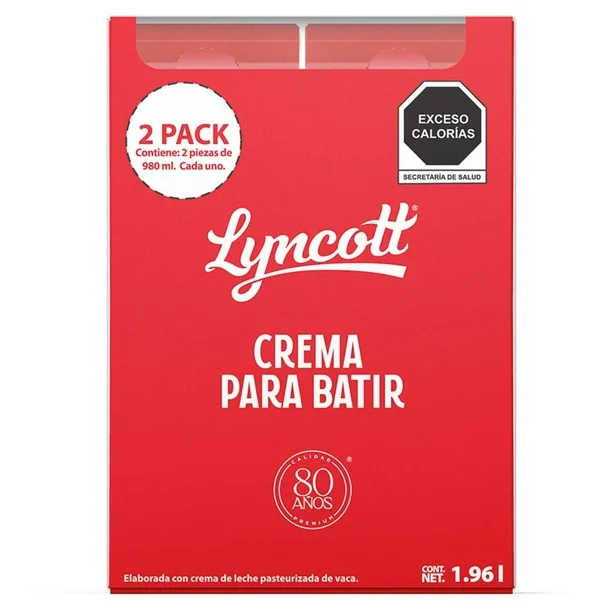 2 PACK
Contiene: 2 piezas de
980 ml. Cada uno.
EXCESO
CALORÍAS
SECRETARÍA DE SALUD
Lyncott®
CREMA
PARA BATIR
CALIDAD ®
80
AÑOS
PREMIUM
Elaborada con crema de leche pasteurizada de vaca.
CONT.
NET. 1.96 l